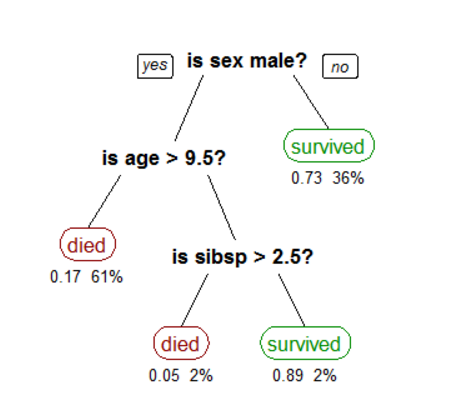 yes is sex male? no
survived
is age > 9.5?
0.73 36%
died
is sibsp > 2.5?
0.17 61%
died survived
0.05 2% 0.89 2%